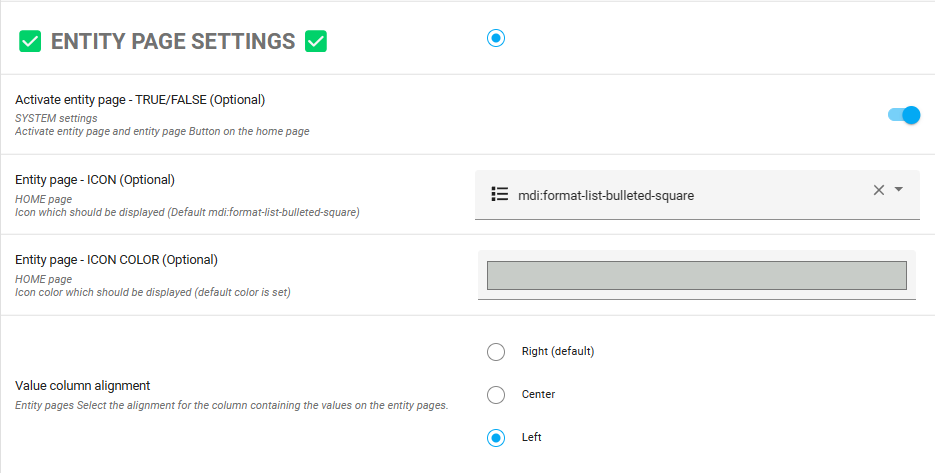 ENTITY PAGE SETTINGS
Activate entity page - TRUE/FALSE (Optional)
SYSTEM settings
Activate entity page and entity page Button on the home page
Entity page - ICON (Optional)
HOME page
Icon which should be displayed (Default mdi:format-list-bulleted-square)
mdi:format-list-bulleted-square
Entity page - ICON COLOR (Optional)
HOME page
Icon color which should be displayed (default color is set)
Value column alignment
Entity pages Select the alignment for the column containing the values on the entity pages.
Right (default)
Center
Left